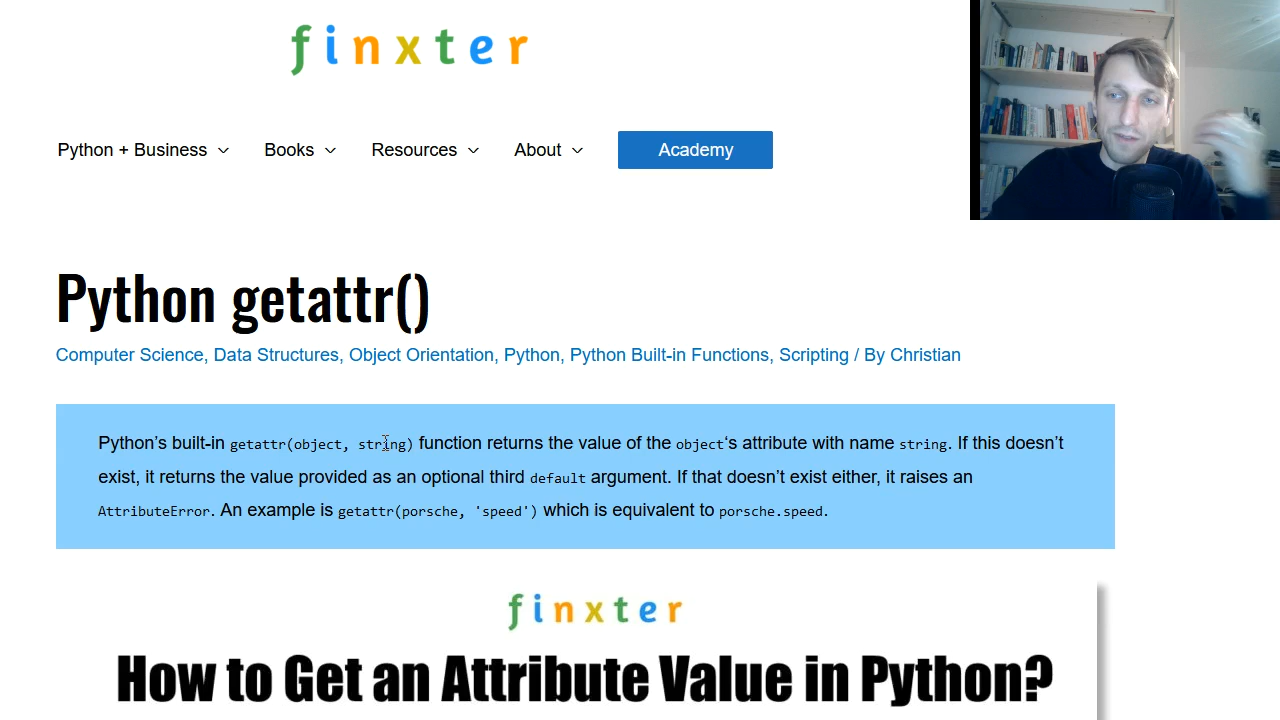 finxter
Python + Business Books Resources About Academy
Python getattr()
Computer Science, Data Structures, Object Orientation, Python, Python Built-in Functions, Scripting / By Christian
Python’s built-in getattr(object, string) function returns the value of the object‘s attribute with name string. If this doesn’t
exist, it returns the value provided as an optional third default argument. If that doesn’t exist either, it raises an
AttributeError. An example is getattr(porsche, 'speed') which is equivalent to porsche.speed.
finxter
How to Get an Attribute Value in Python?